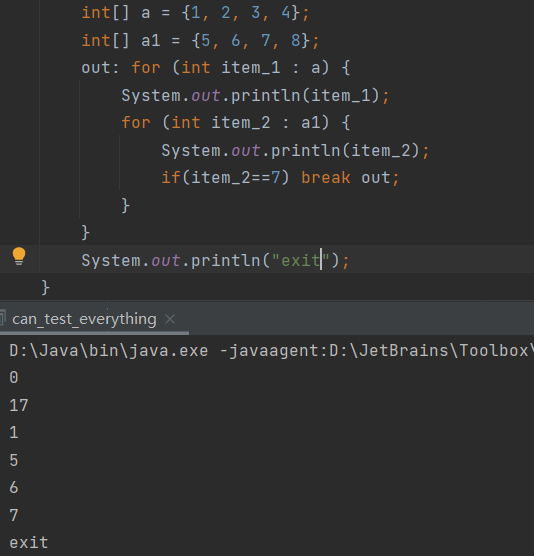 int[] a = {1, 2, 3, 4};
int[] a1 = {5, 6, 7, 8};
out: for (int item_1 : a) {
System.out.println(item_1);
for (int item_2 : a1) {
System.out.println(item_2);
if(item_2==7) break out;
}
}
System.out.println("exit");
}
can_test_everything
D:\Java\bin\java.exe -javaagent:D:\JetBrains\Toolbox\
0
17
1
5
6
7
exit